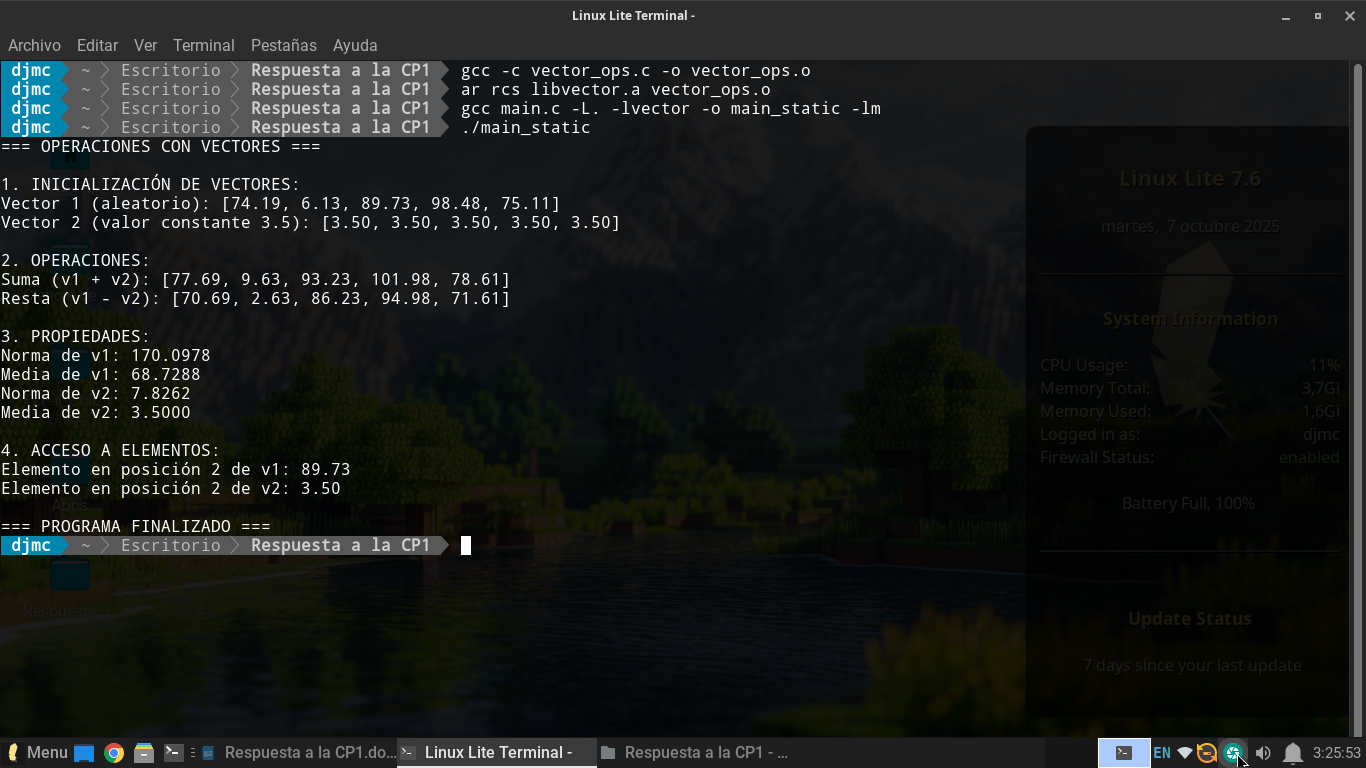 Linux Lite Terminal -
Archivo Editar Ver Terminal Pestañas Ayuda
djmc ~ Escritorio Respuesta a la CP1 gcc -c vector_ops.c -o vector_ops.o
djmc ~ Escritorio Respuesta a la CP1 ar rcs libvector.a vector_ops.o
djmc ~ Escritorio Respuesta a la CP1 gcc main.c -L. -lvector -o main_static -lm
djmc ~ Escritorio Respuesta a la CP1 ./main_static
=== OPERACIONES CON VECTORES ===
1. INICIALIZACIÓN DE VECTORES:
Vector 1 (aleatorio): [74.19, 6.13, 89.73, 98.48, 75.11]
Vector 2 (valor constante 3.5): [3.50, 3.50, 3.50, 3.50, 3.50]
2. OPERACIONES:
Suma (v1 + v2): [77.69, 9.63, 93.23, 101.98, 78.61]
Resta (v1 - v2): [70.69, 2.63, 86.23, 94.98, 71.61]
3. PROPIEDADES:
Norma de v1: 170.0978
Media de v1: 68.7288
Norma de v2: 7.8262
Media de v2: 3.5000
4. ACCESO A ELEMENTOS:
Elemento en posición 2 de v1: 89.73
Elemento en posición 2 de v2: 3.50
=== PROGRAMA FINALIZADO ===
djmc ~ Escritorio Respuesta a la CP1
Apps
Respuesta
Linux Lite 7.6
martes, 7 octubre 2025
System Information
CPU Usage: 11%
Memory Total: 3,7Gi
Memory Used: 1,6Gi
Logged in as: djmc
Firewall Status: enabled
Battery Full, 100%
Update Status
7 days since your last update
Menu Respuesta a la CP1.do... Linux Lite Terminal - Respuesta a la CP1 - ... EN 3:25:53